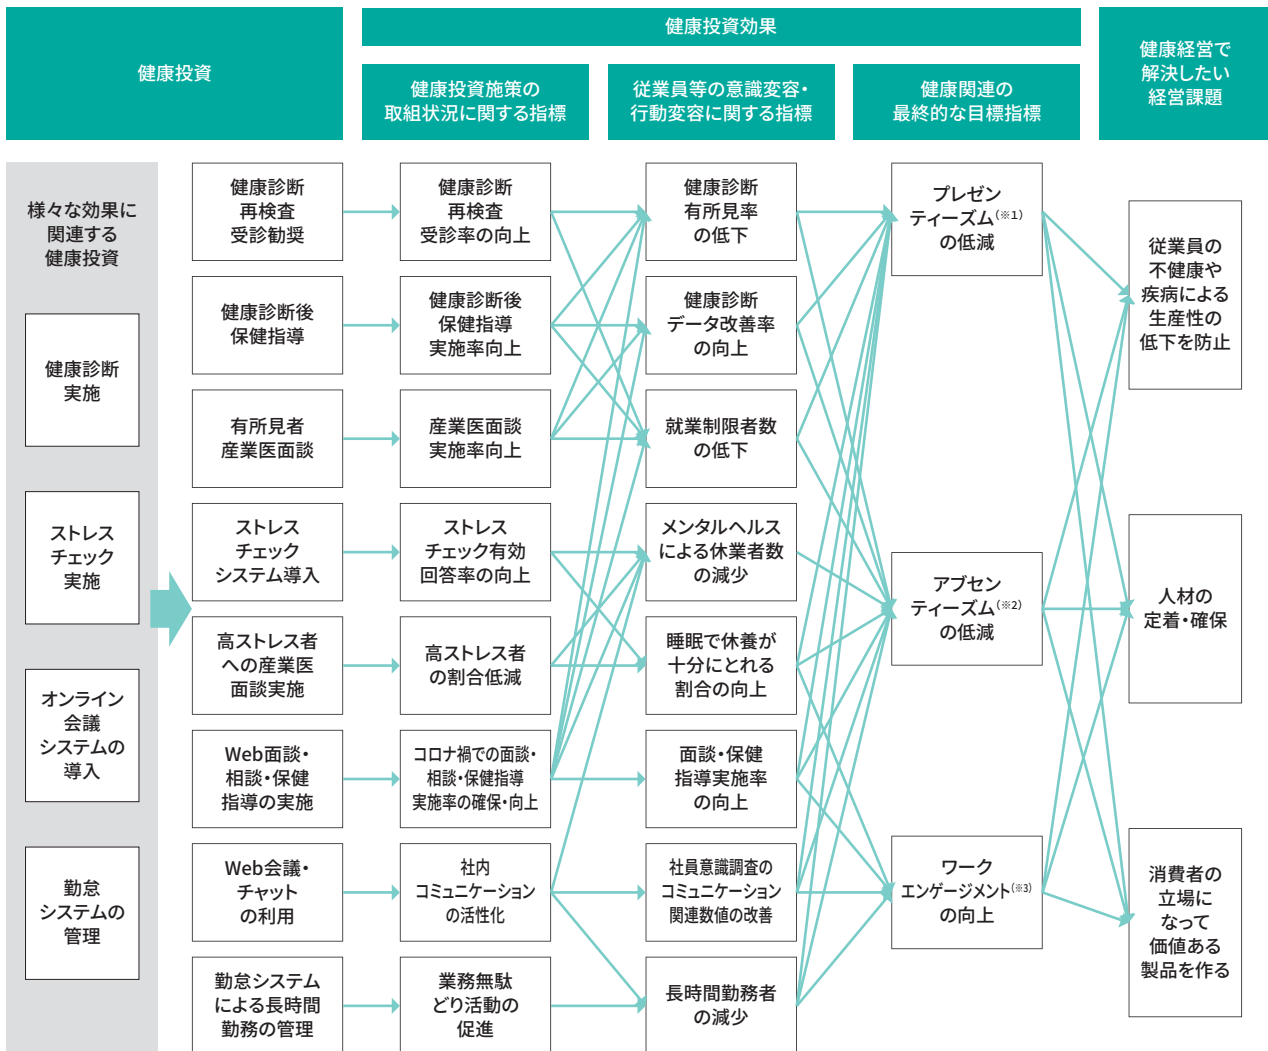 健康投資
健康投資効果
健康経営で
解決したい
経営課題
健康投資施策の
取組状況に関する指標
従業員等の意識変容・
行動変容に関する指標
健康関連の
最終的な目標指標
様々な効果に
関連する
健康投資
健康診断
実施
ストレス
チェック
実施
オンライン
会議
システムの
導入
勤怠
システムの
管理
健康診断
再検査
受診勧奨
健康診断後
保健指導
有所見者
産業医面談
ストレス
チェック
システム導入
高ストレス者
への産業医
面談実施
Web面談・
相談・保健
指導の実施
Web会議・
チャット
の利用
勤怠システム
による長時間
勤務の管理
健康診断
再検査
受診率の向上
健康診断後
保健指導
実施率向上
産業医面談
実施率向上
ストレス
チェック有効
回答率の向上
高ストレス者
の割合低減
コロナ禍での面談・
相談・保健指導
実施率の確保・向上
社内
コミュニケーション
の活性化
業務無駄
どり活動の
促進
健康診断
有所見率
の低下
健康診断
データ改善率
の向上
就業制限者数
の低下
メンタルヘルス
による休業者数
の減少
睡眠で休養が
十分にとれる
割合の向上
面談・保健
指導実施率
の向上
社員意識調査の
コミュニケーション
関連数値の改善
長時間勤務者
の減少
プレゼン
ティーズム(※1)
の低減
アブセン
ティーズム(※2)
の低減
ワーク
エンゲージメント(※3)
の向上
従業員の
不健康や
疾病による
生産性の
低下を防止
人材の
定着・確保
消費者の
立場に
なって
価値ある
製品を作る